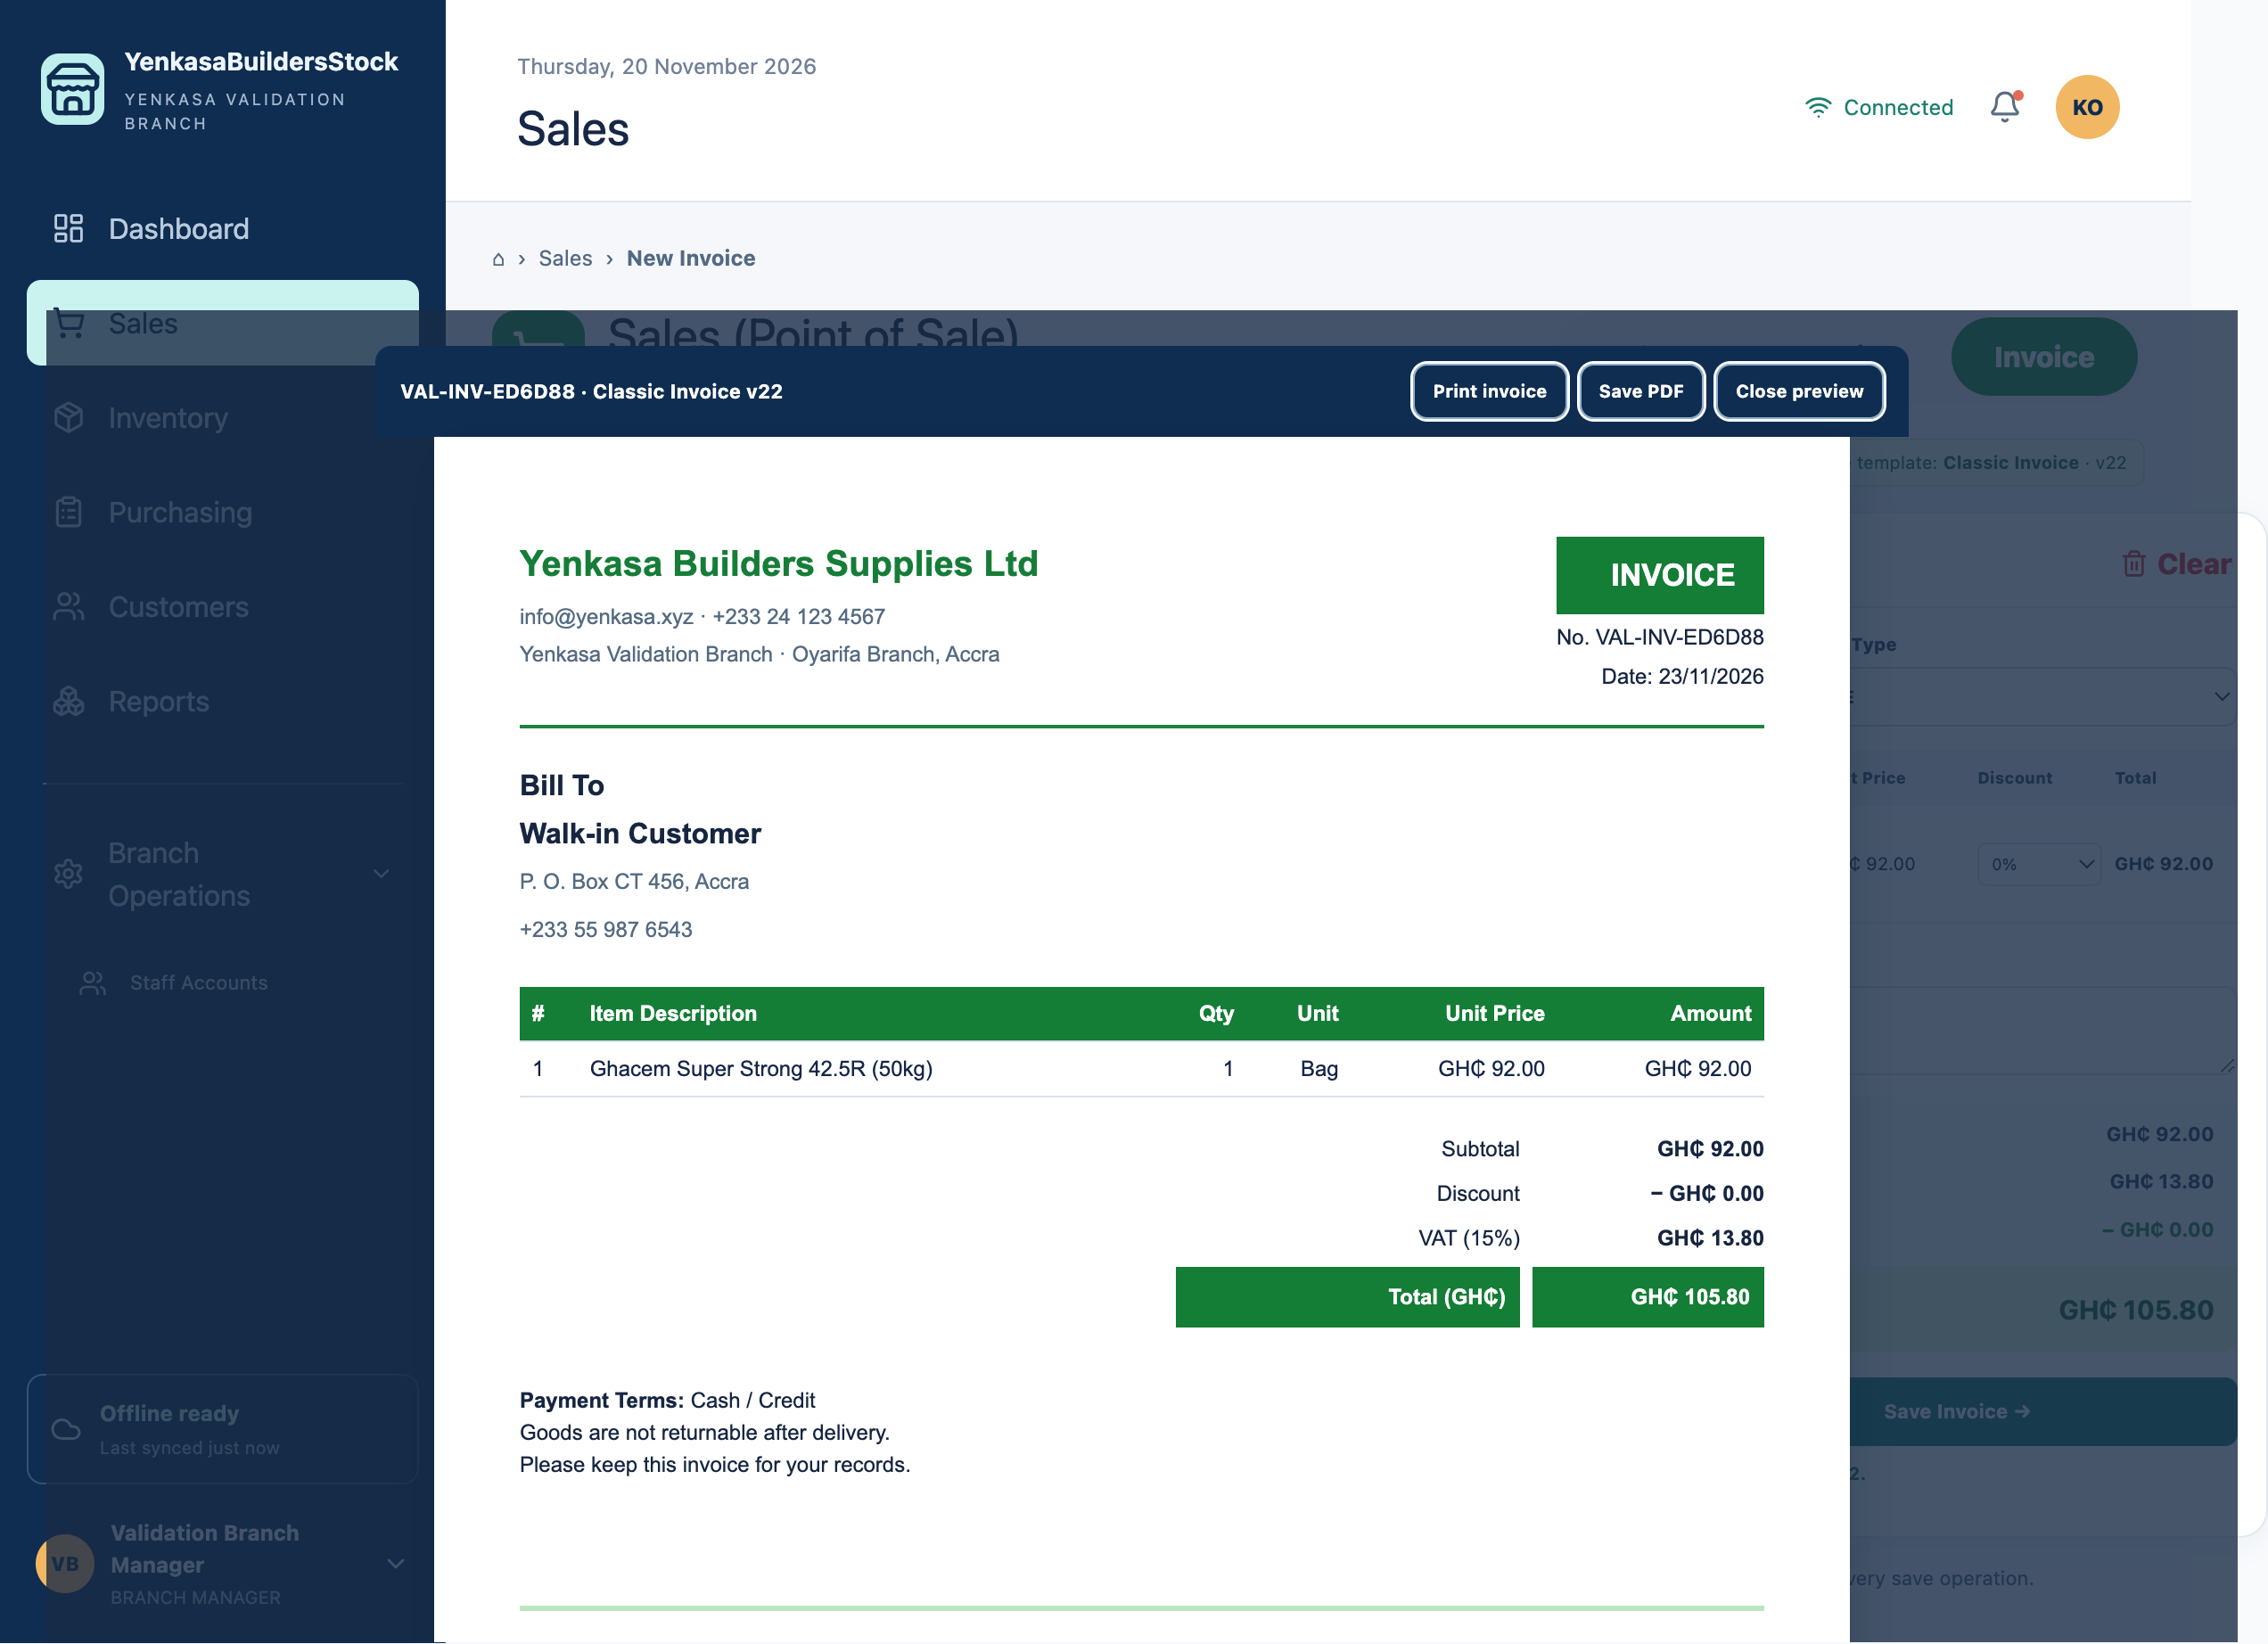 YenkasaBuildersStock
YENKASA VALIDATION
BRANCH
Dashboard
Sales
Inventory
Purchasing
Customers
Reports
Branch
Operations
Staff Accounts
Offline ready
Last synced just now
VB
Validation Branch
Manager
BRANCH MANAGER
Thursday, 20 November 2026
Sales
Connected
KO
⌂ › Sales › New Invoice
Sales (Point of Sale)
Invoice
VAL-INV-ED6D88 · Classic Invoice v22
Print invoice
Save PDF
Close preview
template: Classic Invoice · v22
Yenkasa Builders Supplies Ltd
info@yenkasa.xyz · +233 24 123 4567
Yenkasa Validation Branch · Oyarifa Branch, Accra
INVOICE
No. VAL-INV-ED6D88
Date: 23/11/2026
Bill To
Walk-in Customer
P. O. Box CT 456, Accra
+233 55 987 6543
# Item Description Qty Unit Unit Price Amount
1 Ghacem Super Strong 42.5R (50kg) 1 Bag GH₵ 92.00 GH₵ 92.00
Subtotal GH₵ 92.00
Discount − GH₵ 0.00
VAT (15%) GH₵ 13.80
Total (GH₵) GH₵ 105.80
Payment Terms: Cash / Credit
Goods are not returnable after delivery.
Please keep this invoice for your records.
Clear
Type
Price Discount Total
92.00 0% GH₵ 92.00
GH₵ 92.00
GH₵ 13.80
− GH₵ 0.00
GH₵ 105.80
Save Invoice →
2.
save operation.